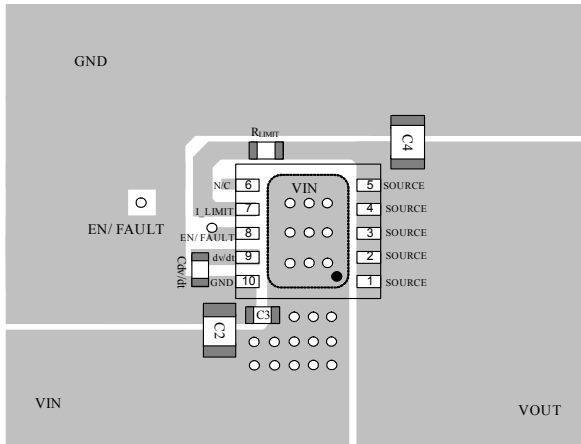 GND
RLIMIT
C4
N/C
6
VIN
5
SOURCE
I_LIMIT
7
4
SOURCE
EN/ FAULT
EN/ FAULT
8
3
SOURCE
dv/dt
9
2
SOURCE
Cdv/dt
GND
10
1
SOURCE
C3
C2
VIN
VOUT